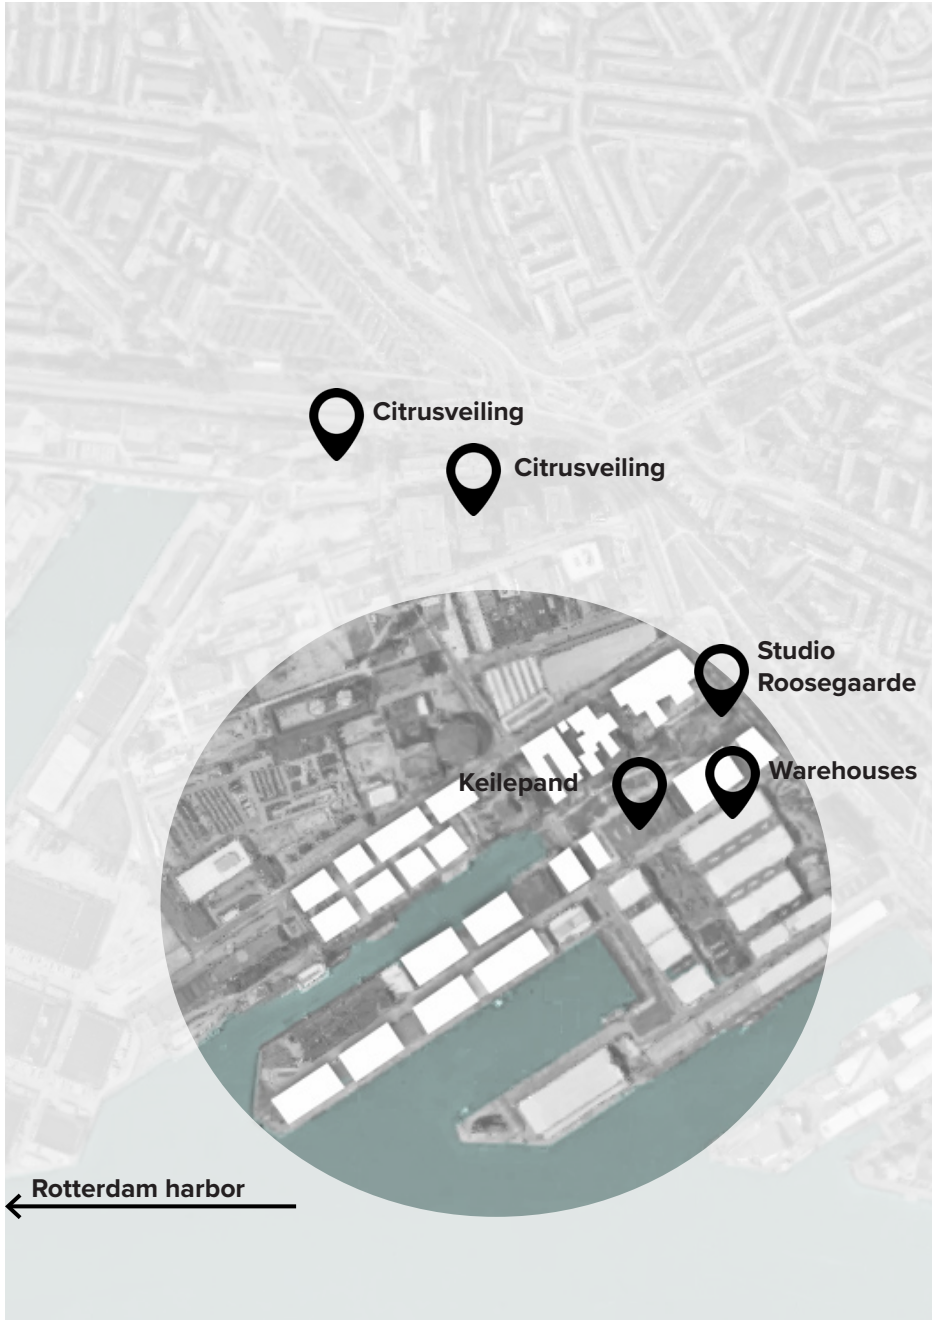 Citrusveiling
Citrusveiling
Studio
Roosegaarde
Keilepand
Warehouses
Rotterdam harbor